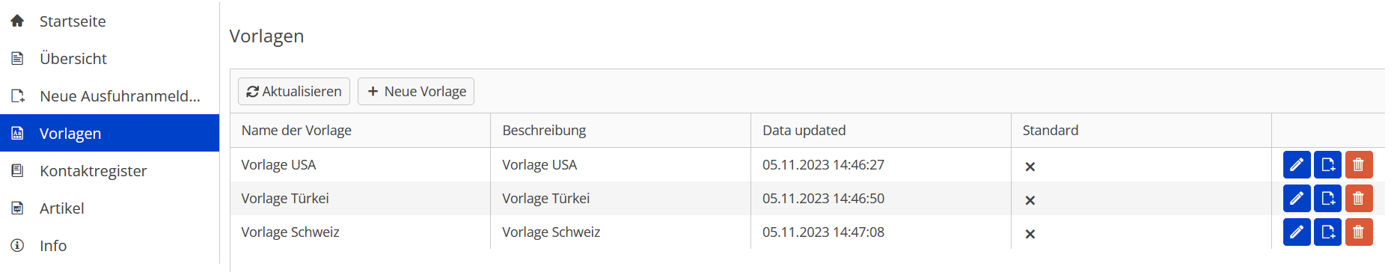 Startseite
Übersicht
Neue Ausfuhranmeld...
Vorlagen
Kontaktregister
Artikel
Info
Vorlagen
Aktualisieren + Neue Vorlage
Name der Vorlage Beschreibung Data updated Standard
Vorlage USA Vorlage USA 05.11.2023 14:46:27
Vorlage Türkei Vorlage Türkei 05.11.2023 14:46:50
Vorlage Schweiz Vorlage Schweiz 05.11.2023 14:47:08